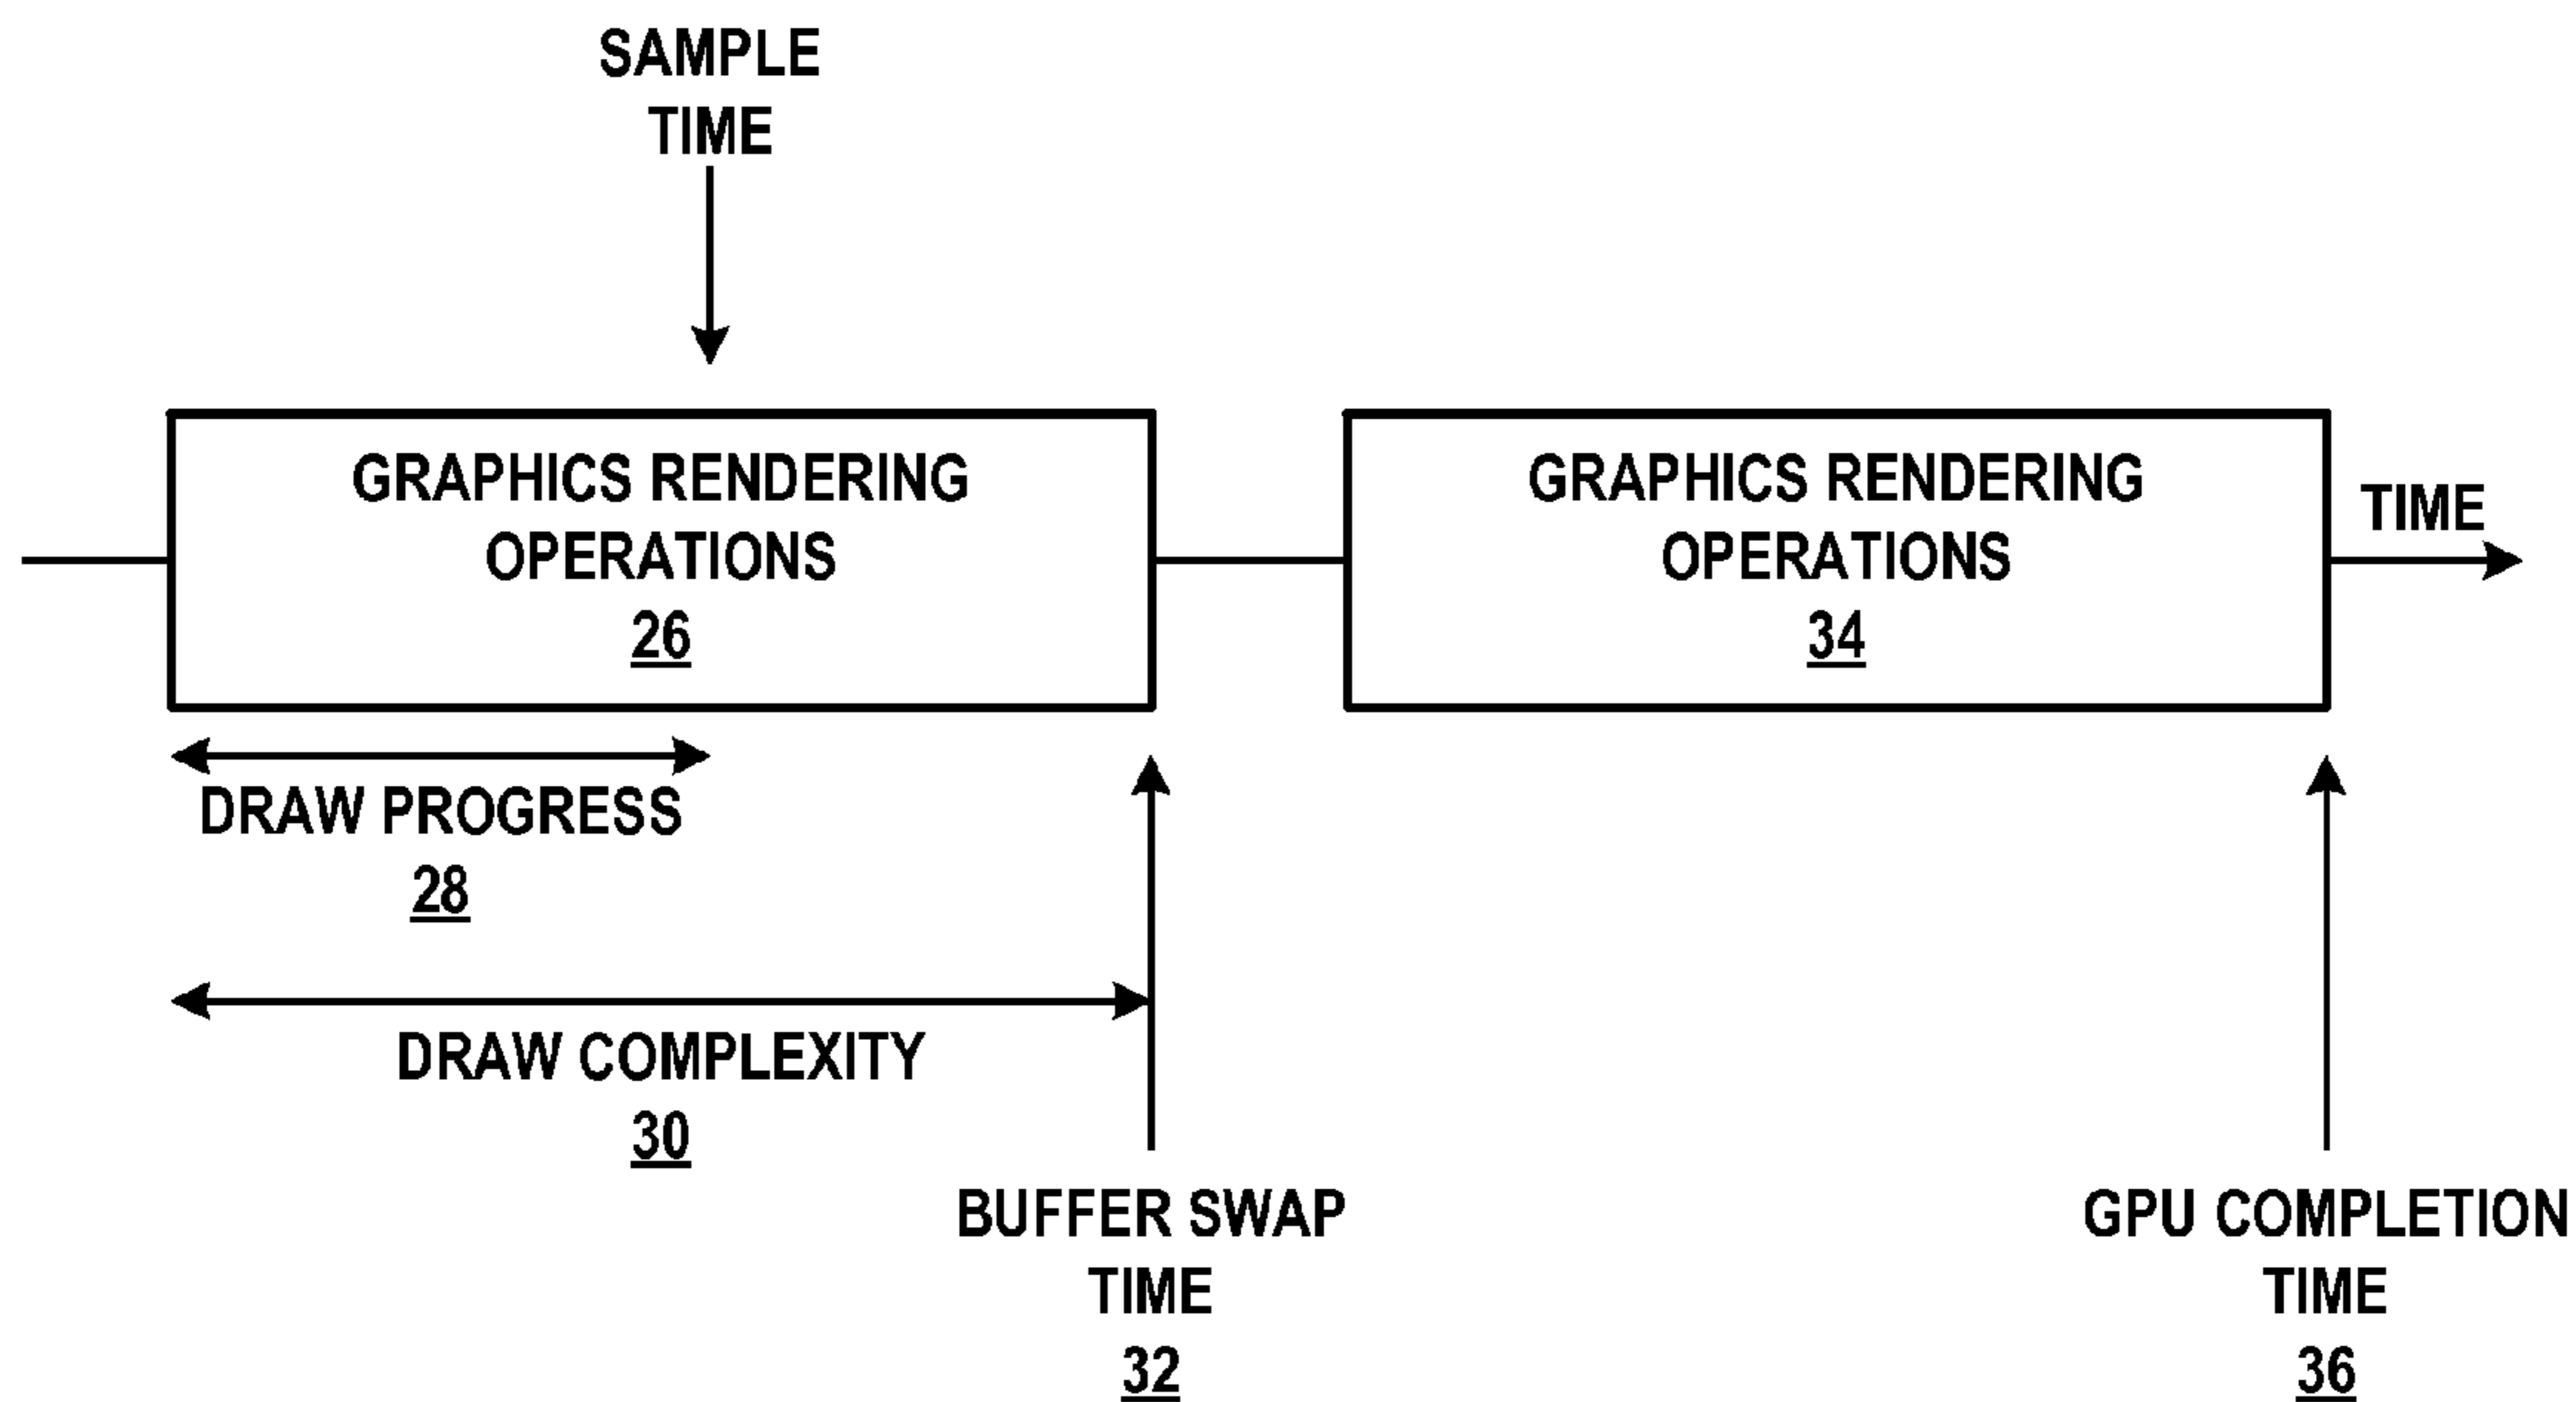 SAMPLE
TIME
GRAPHICS RENDERING
OPERATIONS
26
GRAPHICS RENDERING
OPERATIONS
34
TIME
DRAW PROGRESS
28
DRAW COMPLEXITY
30
BUFFER SWAP
TIME
32
GPU COMPLETION
TIME
36